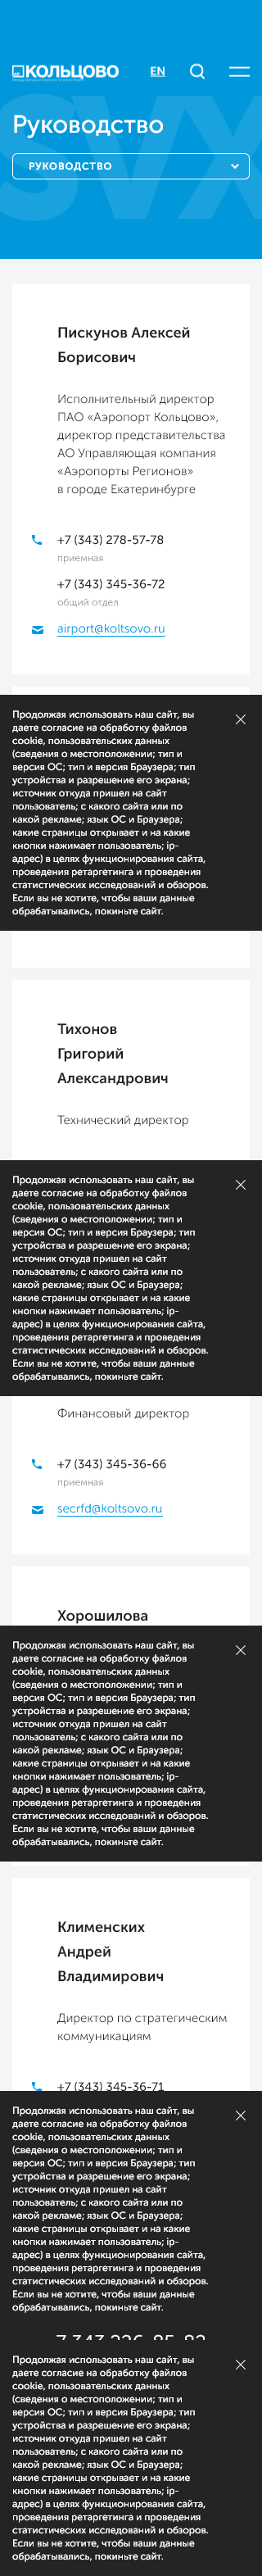 КОЛЬЦОВО
EN
Руководство
РУКОВОДСТВО
Пискунов Алексей
Борисович
Исполнительный директор
ПАО «Аэропорт Кольцово»,
директор представительства
АО Управляющая компания
«Аэропорты Регионов»
в городе Екатеринбурге
+7 (343) 278-57-78
приемная
+7 (343) 345-36-72
общий отдел
airport@koltsovo.ru
Продолжая использовать наш сайт, вы
даете согласие на обработку файлов
cookie, пользовательских данных
(сведения о местоположении; тип и
версия ОС; тип и версия Браузера; тип
устройства и разрешение его экрана;
источник откуда пришел на сайт
пользователь; с какого сайта или по
какой рекламе; язык ОС и Браузера;
какие страницы открывает и на какие
кнопки нажимает пользователь; ip-
адрес) в целях функционирования сайта,
проведения ретаргетинга и проведения
статистических исследований и обзоров.
Если вы не хотите, чтобы ваши данные
обрабатывались, покиньте сайт.
Тихонов
Григорий
Александрович
Технический директор
Продолжая использовать наш сайт, вы
даете согласие на обработку файлов
cookie, пользовательских данных
(сведения о местоположении; тип и
версия ОС; тип и версия Браузера; тип
устройства и разрешение его экрана;
источник откуда пришел на сайт
пользователь; с какого сайта или по
какой рекламе; язык ОС и Браузера;
какие страницы открывает и на какие
кнопки нажимает пользователь; ip-
адрес) в целях функционирования сайта,
проведения ретаргетинга и проведения
статистических исследований и обзоров.
Если вы не хотите, чтобы ваши данные
обрабатывались, покиньте сайт.
Финансовый директор
+7 (343) 345-36-66
приемная
secrfd@koltsovo.ru
Хорошилова
Продолжая использовать наш сайт, вы
даете согласие на обработку файлов
cookie, пользовательских данных
(сведения о местоположении; тип и
версия ОС; тип и версия Браузера; тип
устройства и разрешение его экрана;
источник откуда пришел на сайт
пользователь; с какого сайта или по
какой рекламе; язык ОС и Браузера;
какие страницы открывает и на какие
кнопки нажимает пользователь; ip-
адрес) в целях функционирования сайта,
проведения ретаргетинга и проведения
статистических исследований и обзоров.
Если вы не хотите, чтобы ваши данные
обрабатывались, покиньте сайт.
Клименских
Андрей
Владимирович
Директор по стратегическим
коммуникациям
+7 (343) 345-36-71
Продолжая использовать наш сайт, вы
даете согласие на обработку файлов
cookie, пользовательских данных
(сведения о местоположении; тип и
версия ОС; тип и версия Браузера; тип
устройства и разрешение его экрана;
источник откуда пришел на сайт
пользователь; с какого сайта или по
какой рекламе; язык ОС и Браузера;
какие страницы открывает и на какие
кнопки нажимает пользователь; ip-
адрес) в целях функционирования сайта,
проведения ретаргетинга и проведения
статистических исследований и обзоров.
Если вы не хотите, чтобы ваши данные
обрабатывались, покиньте сайт.
Продолжая использовать наш сайт, вы
даете согласие на обработку файлов
cookie, пользовательских данных
(сведения о местоположении; тип и
версия ОС; тип и версия Браузера; тип
устройства и разрешение его экрана;
источник откуда пришел на сайт
пользователь; с какого сайта или по
какой рекламе; язык ОС и Браузера;
какие страницы открывает и на какие
кнопки нажимает пользователь; ip-
адрес) в целях функционирования сайта,
проведения ретаргетинга и проведения
статистических исследований и обзоров.
Если вы не хотите, чтобы ваши данные
обрабатывались, покиньте сайт.